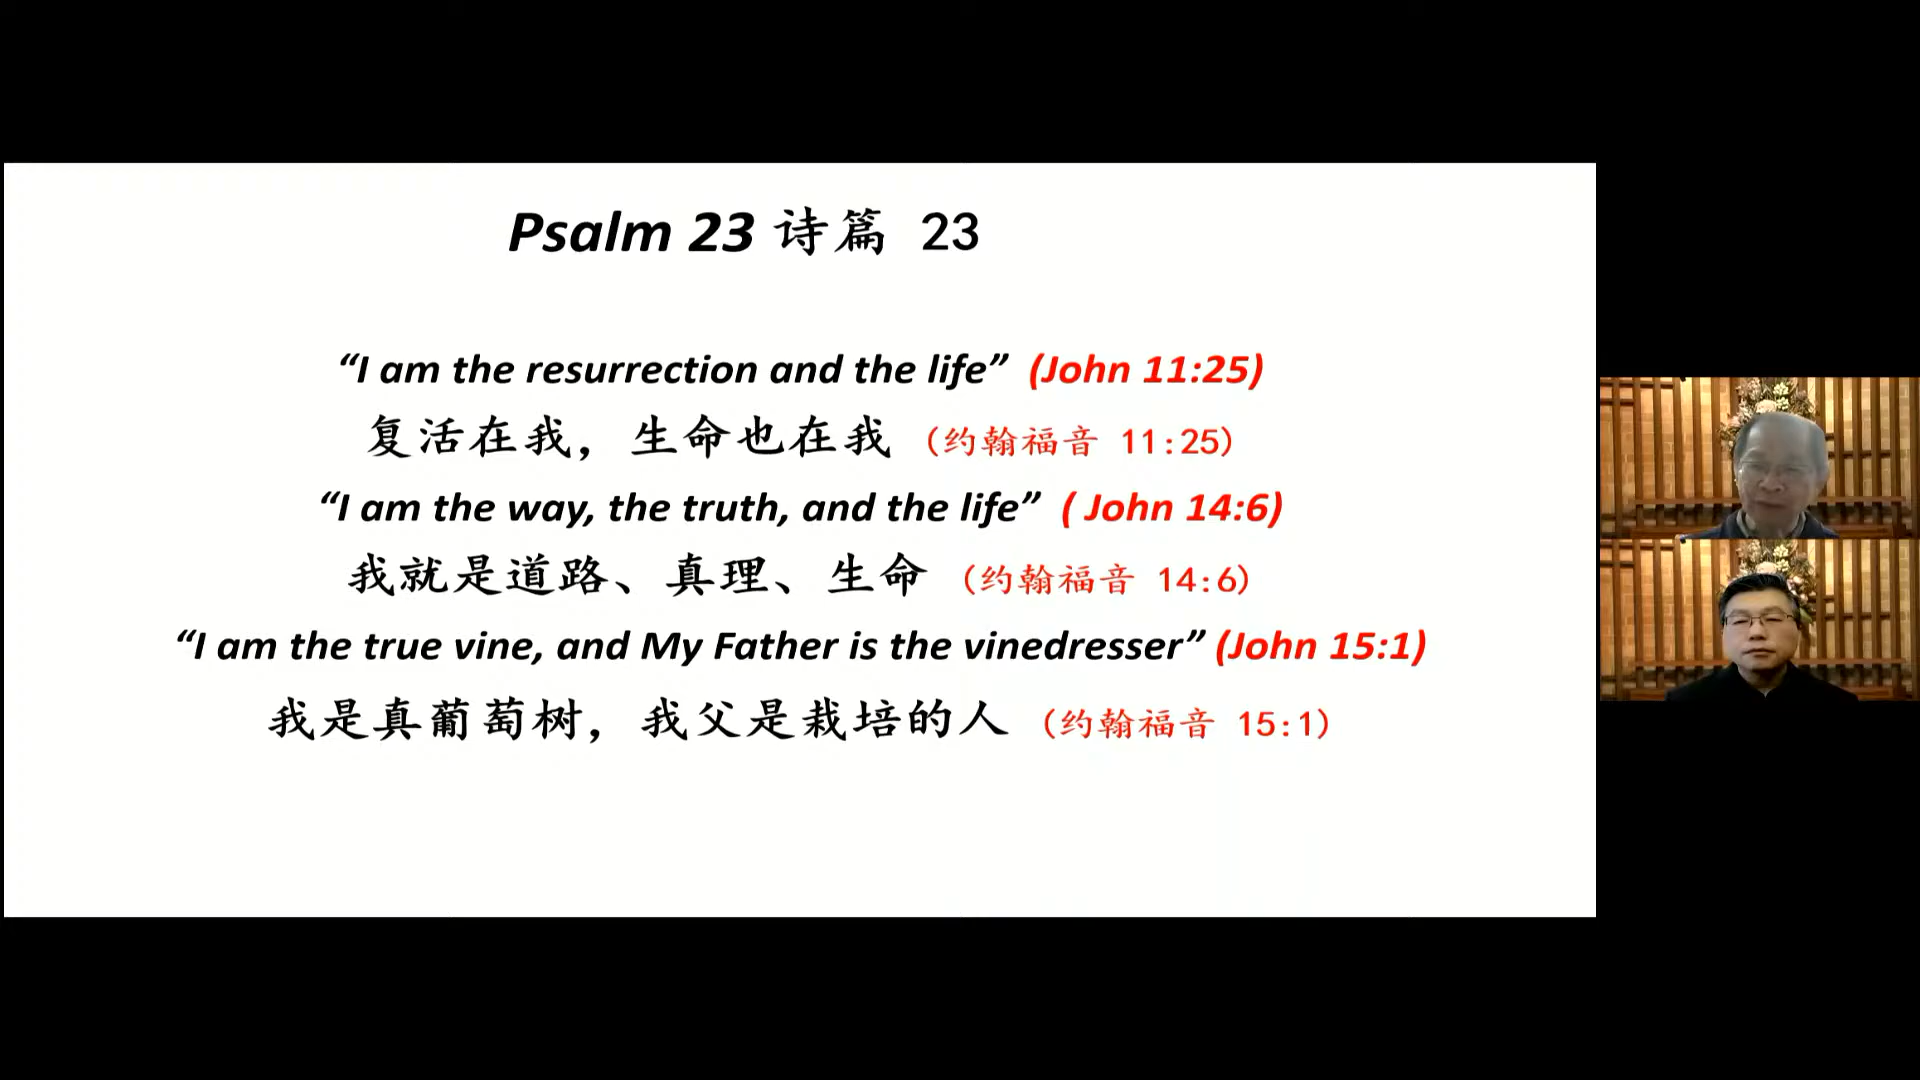 Psalm 23 诗篇 23
“I am the resurrection and the life” (John 11:25)
复活在我，生命也在我（约翰福音 11:25）
“I am the way, the truth, and the life” ( John 14:6)
我就是道路、真理、生命（约翰福音 14:6）
“I am the true vine, and My Father is the vinedresser” (John 15:1)
我是真葡萄树，我父是栽培的人（约翰福音 15:1）